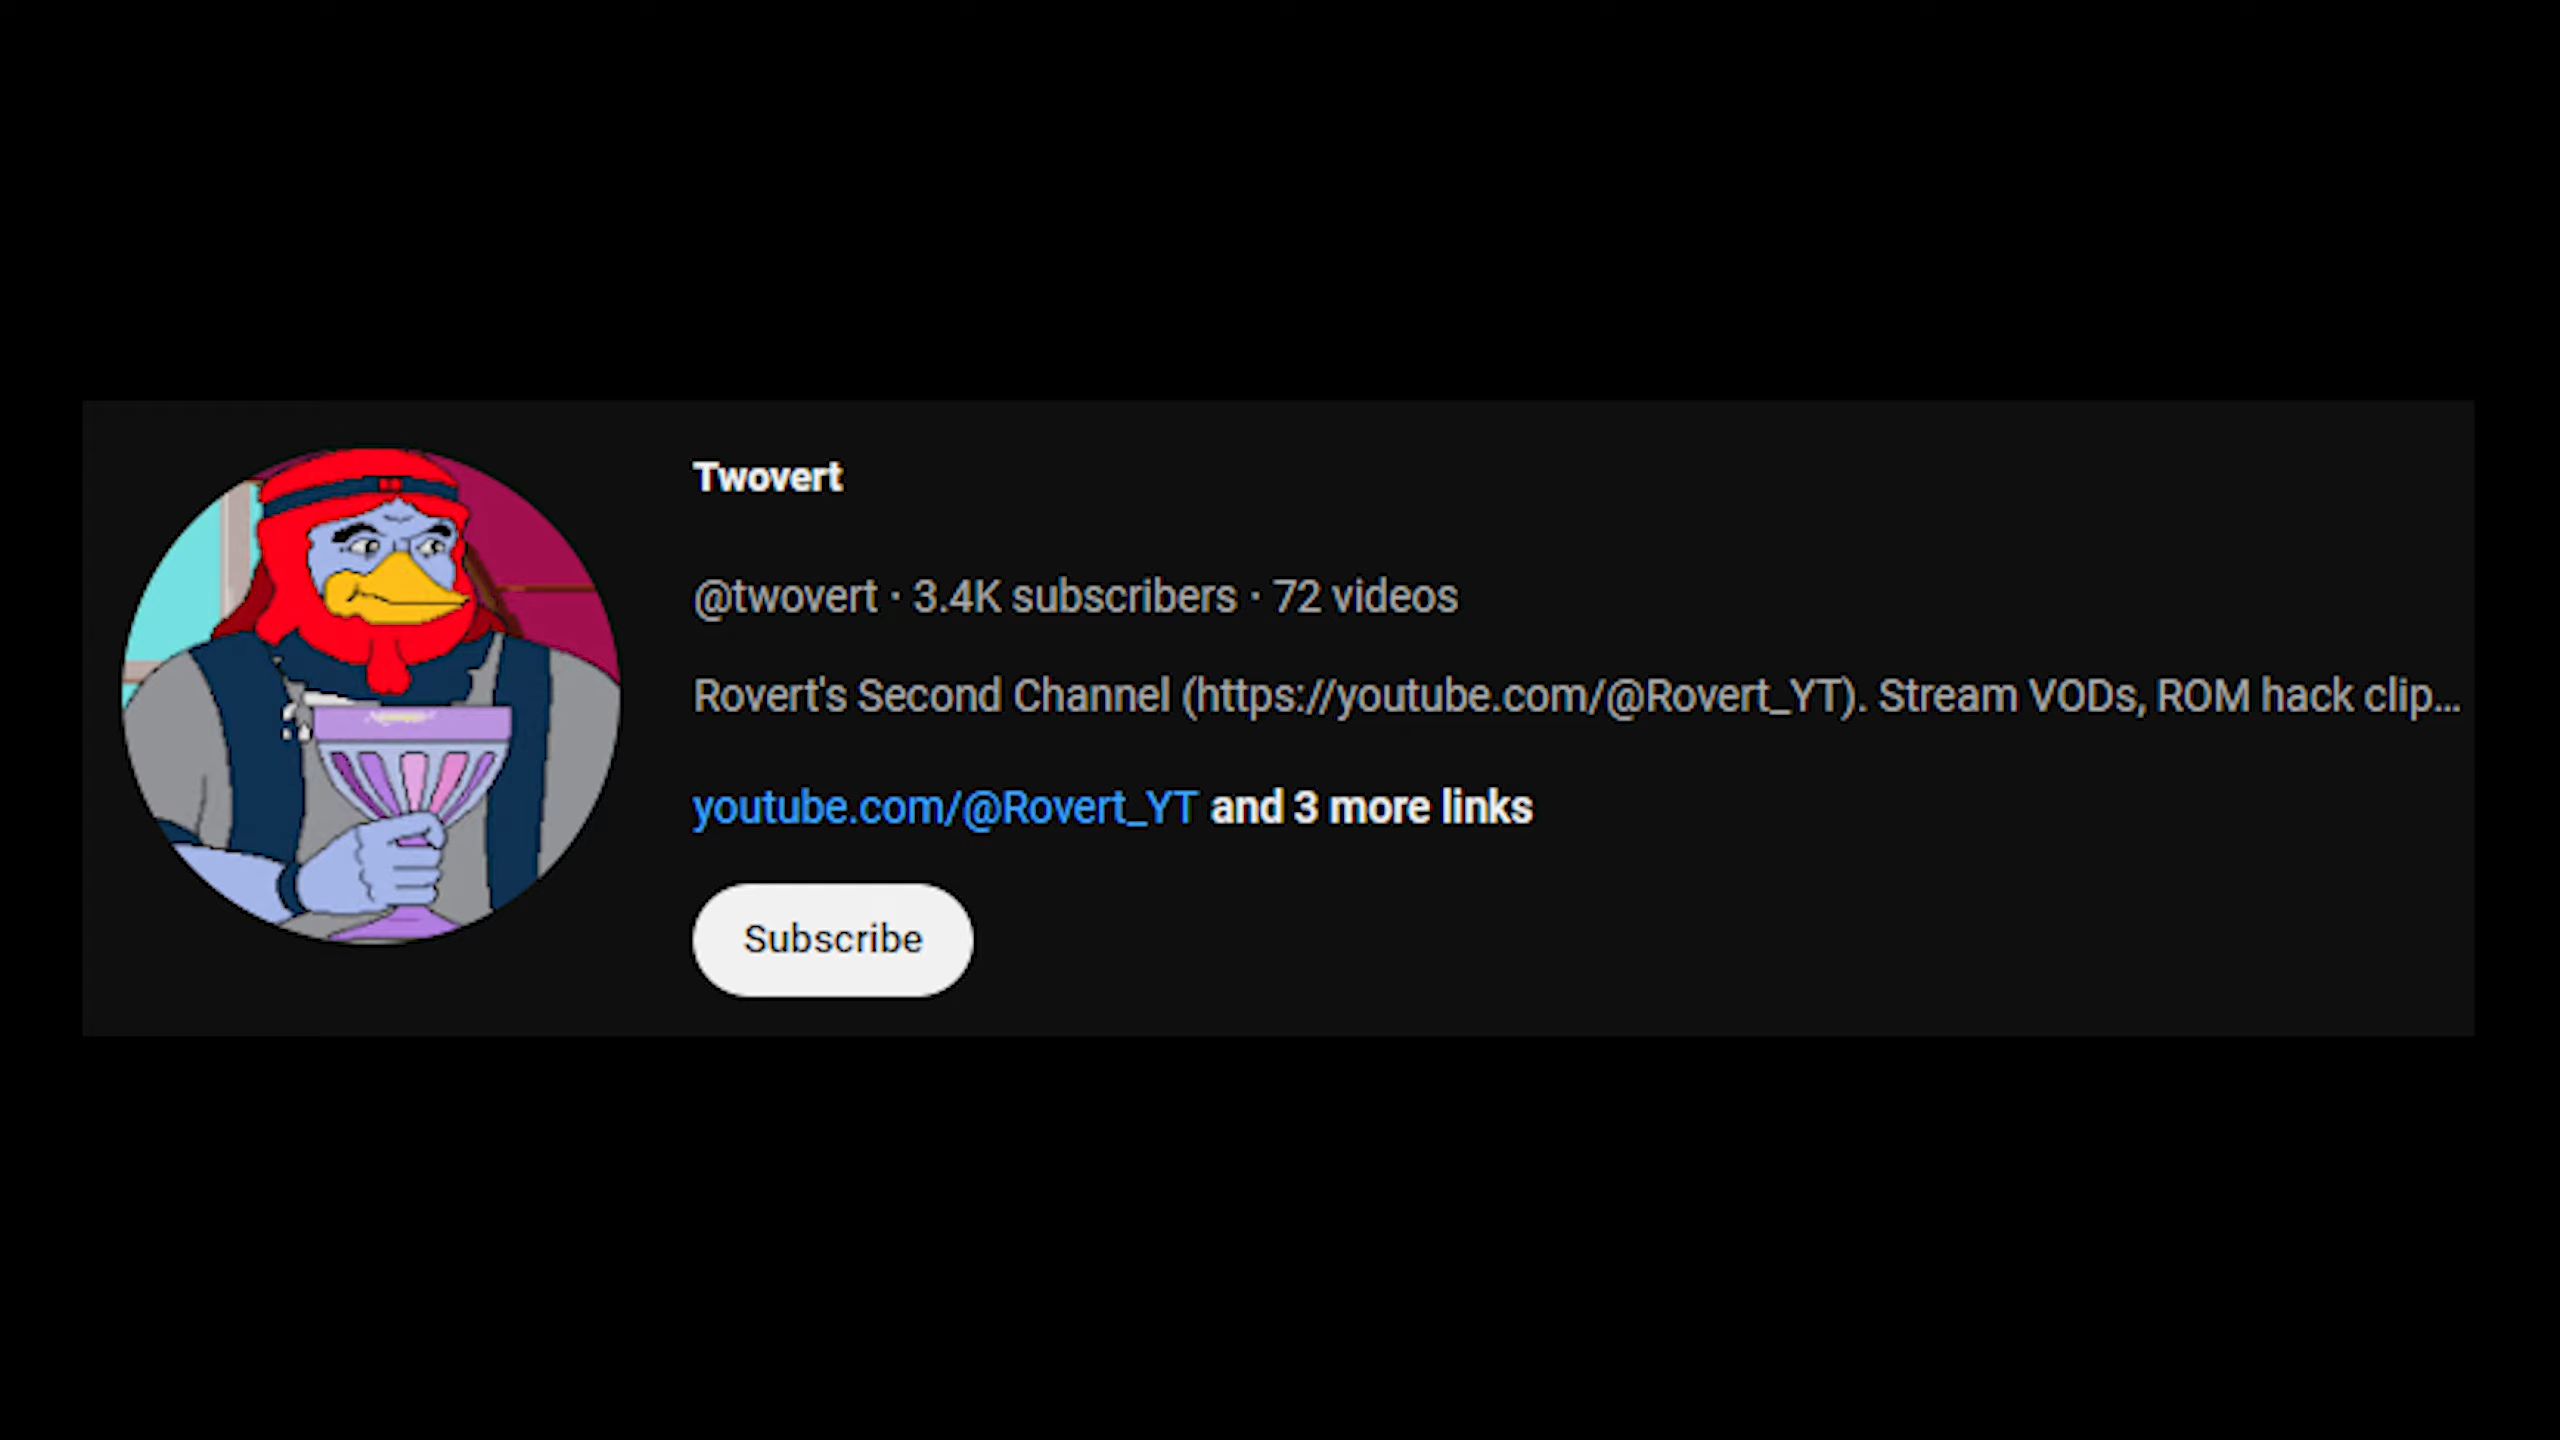 Twovert
@twovert · 3.4K subscribers · 72 videos
Rovert's Second Channel (https://youtube.com/@Rovert_YT). Stream VODs, ROM hack clip...
youtube.com/@Rovert_YT and 3 more links
Subscribe